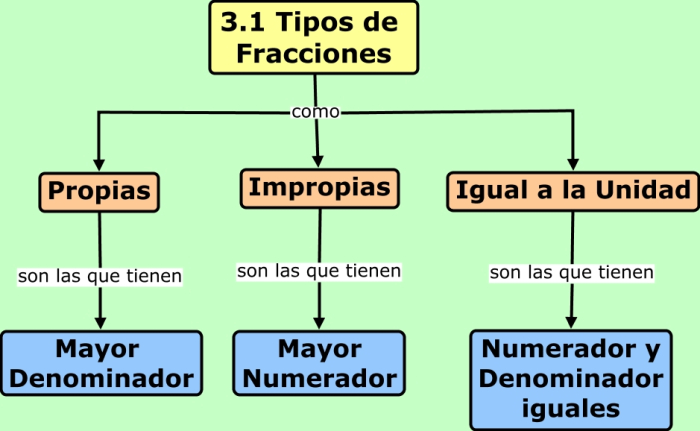 3.1 Tipos de
Fracciones
como
Propias
Impropias
Igual a la Unidad
son las que tienen
son las que tienen
son las que tienen
Mayor
Denominador
Mayor
Numerador
Numerador y
Denominador
iguales